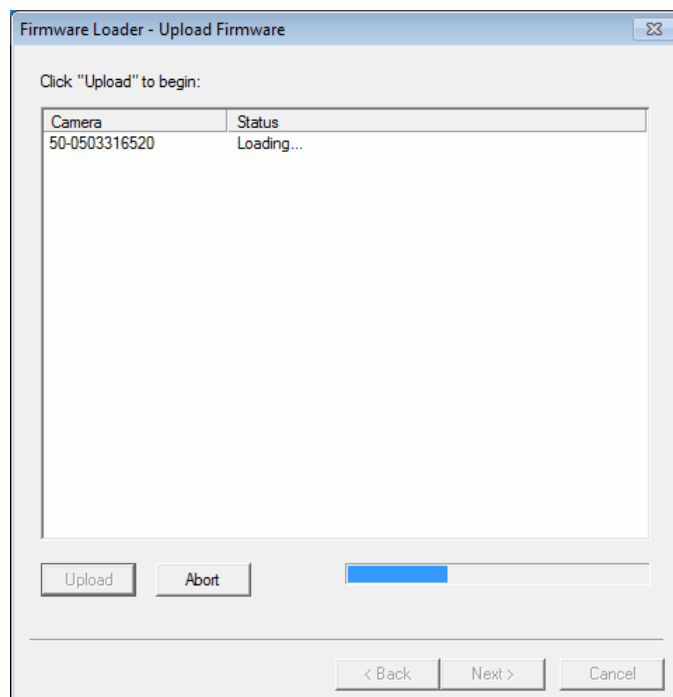 Firmware Loader - Upload Firmware
Click "Upload" to begin:
Camera Status
50-0503316520 Loading...
Upload Abort
< Back Next > Cancel